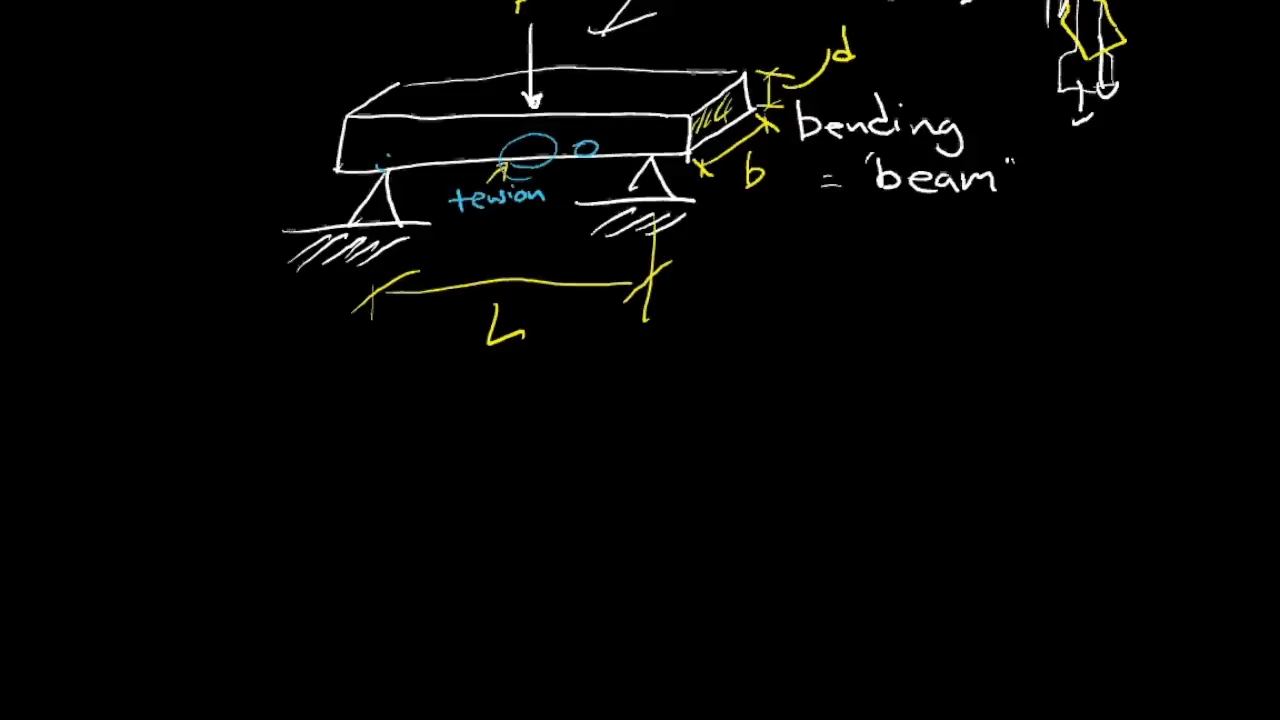 d
bending
b
= "beam"
tension
L